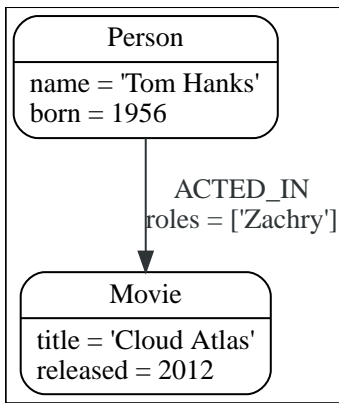 Person
name = 'Tom Hanks'
born = 1956
ACTED_IN
roles = ['Zachry']
Movie
title = 'Cloud Atlas'
released = 2012